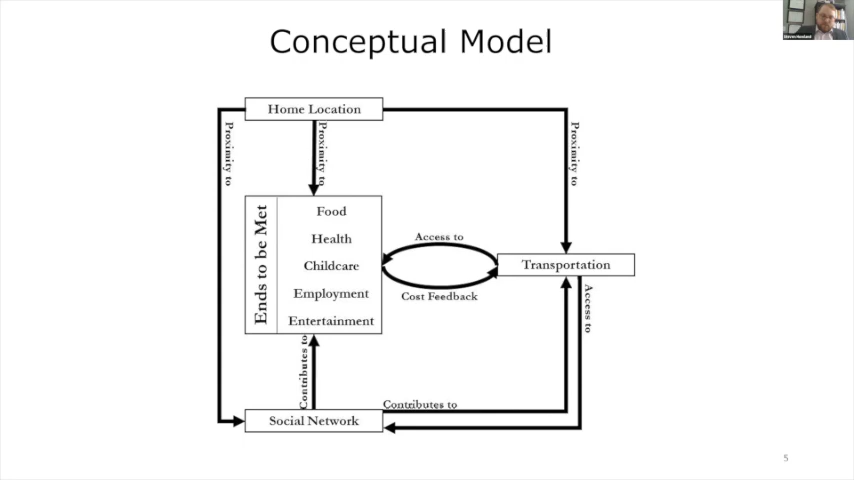 Conceptual Model
Home Location
Proximity to
Proximity to
Proximity to
Ends to be Met
Food
Health
Childcare
Employment
Entertainment
Access to
Cost Feedback
Transportation
Access to
Contributes to
Contributes to
Social Network
5